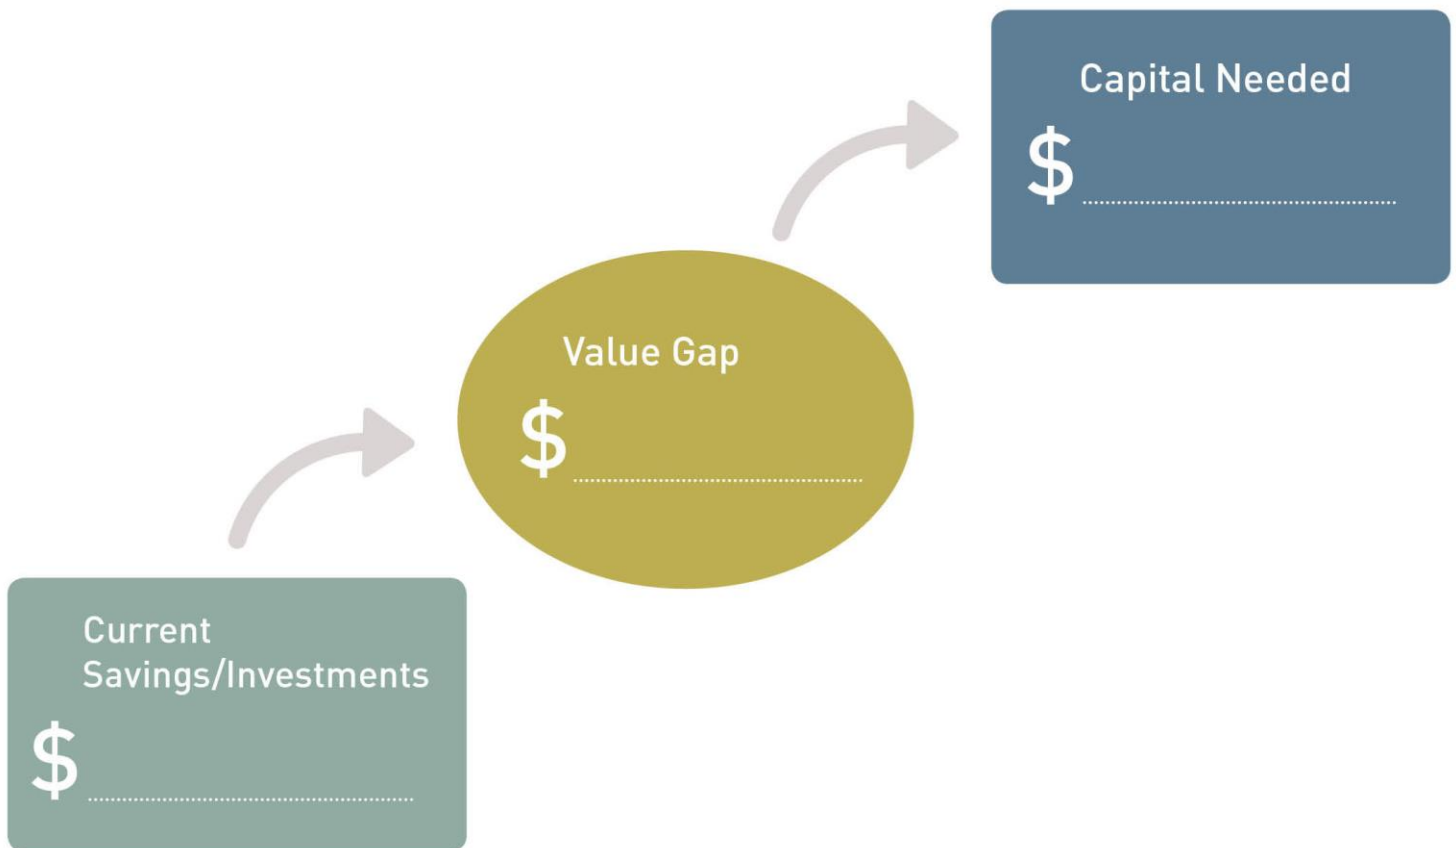 Capital Needed
$
Value Gap
$
Current
Savings/Investments
$